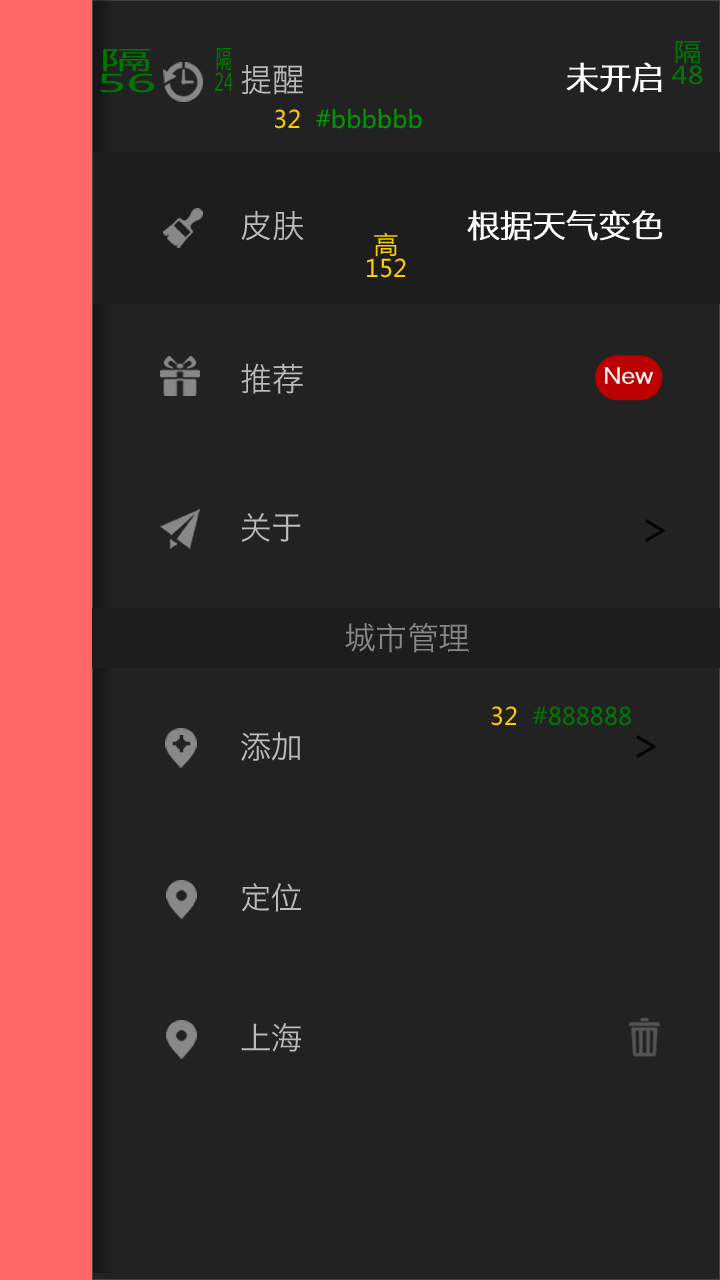 隔
56
隔
24
提醒
未开启
隔
48
32 #bbbbbb
皮肤
根据天气变色
高
152
推荐
New
关于
>
城市管理
32 #888888
添加
>
定位
上海